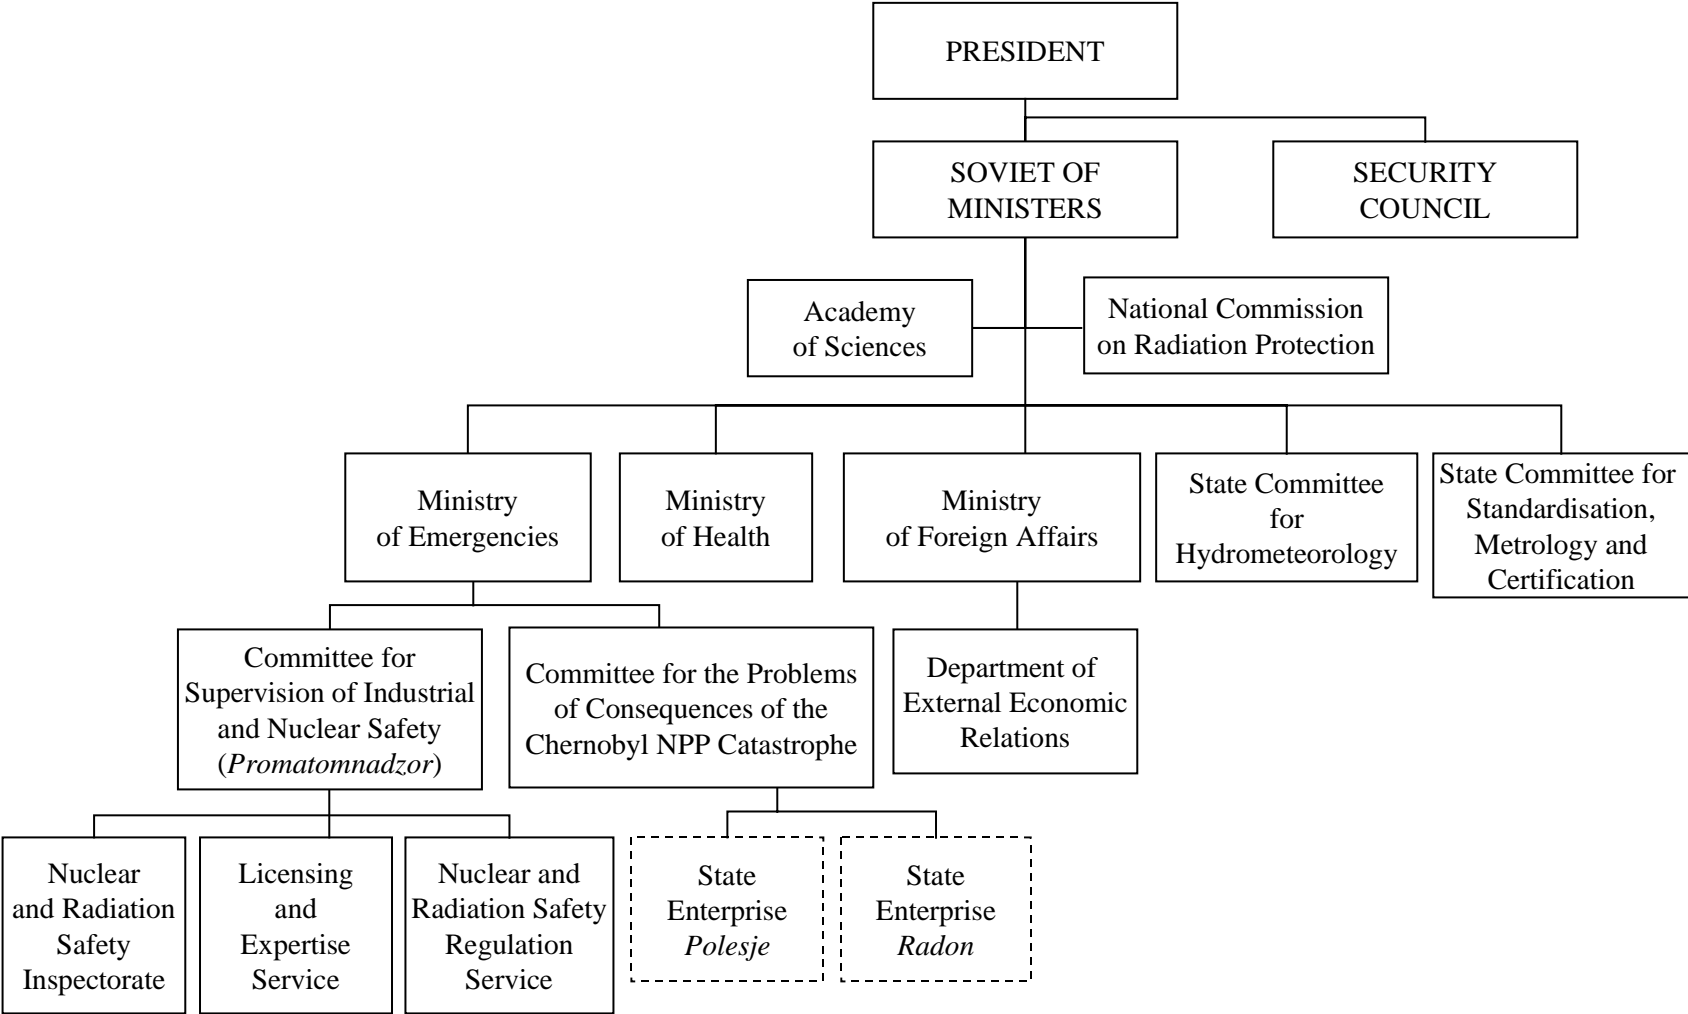 PRESIDENT
SOVIET OF
MINISTERS
SECURITY
COUNCIL
Academy
of Sciences
National Commission
on Radiation Protection
Ministry
of Emergencies
Ministry
of Health
Ministry
of Foreign Affairs
State Committee
for
Hydrometeorology
State Committee for
Standardisation,
Metrology and
Certification
Committee for
Supervision of Industrial
and Nuclear Safety
(Promatomnadzor)
Committee for the Problems
of Consequences of the
Chernobyl NPP Catastrophe
Department of
External Economic
Relations
Nuclear
and Radiation
Safety
Inspectorate
Licensing
and
Expertise
Service
Nuclear and
Radiation Safety
Regulation
Service
State
Enterprise
Polesje
State
Enterprise
Radon